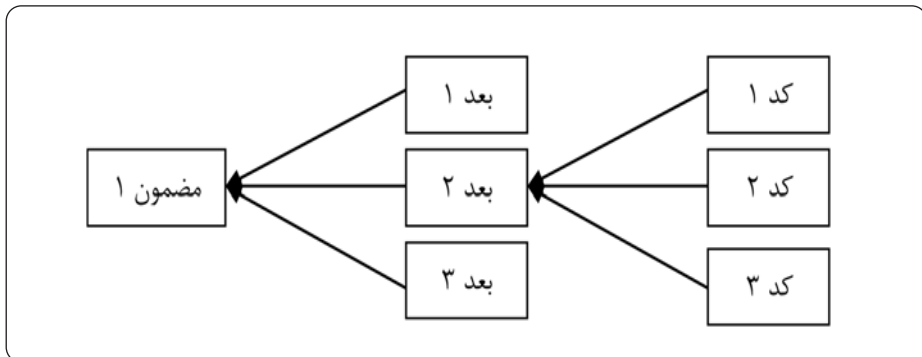 کد ۱
بعد ۱
کد ۲
بعد ۲
مضمون ۱
کد ۳
بعد ۳